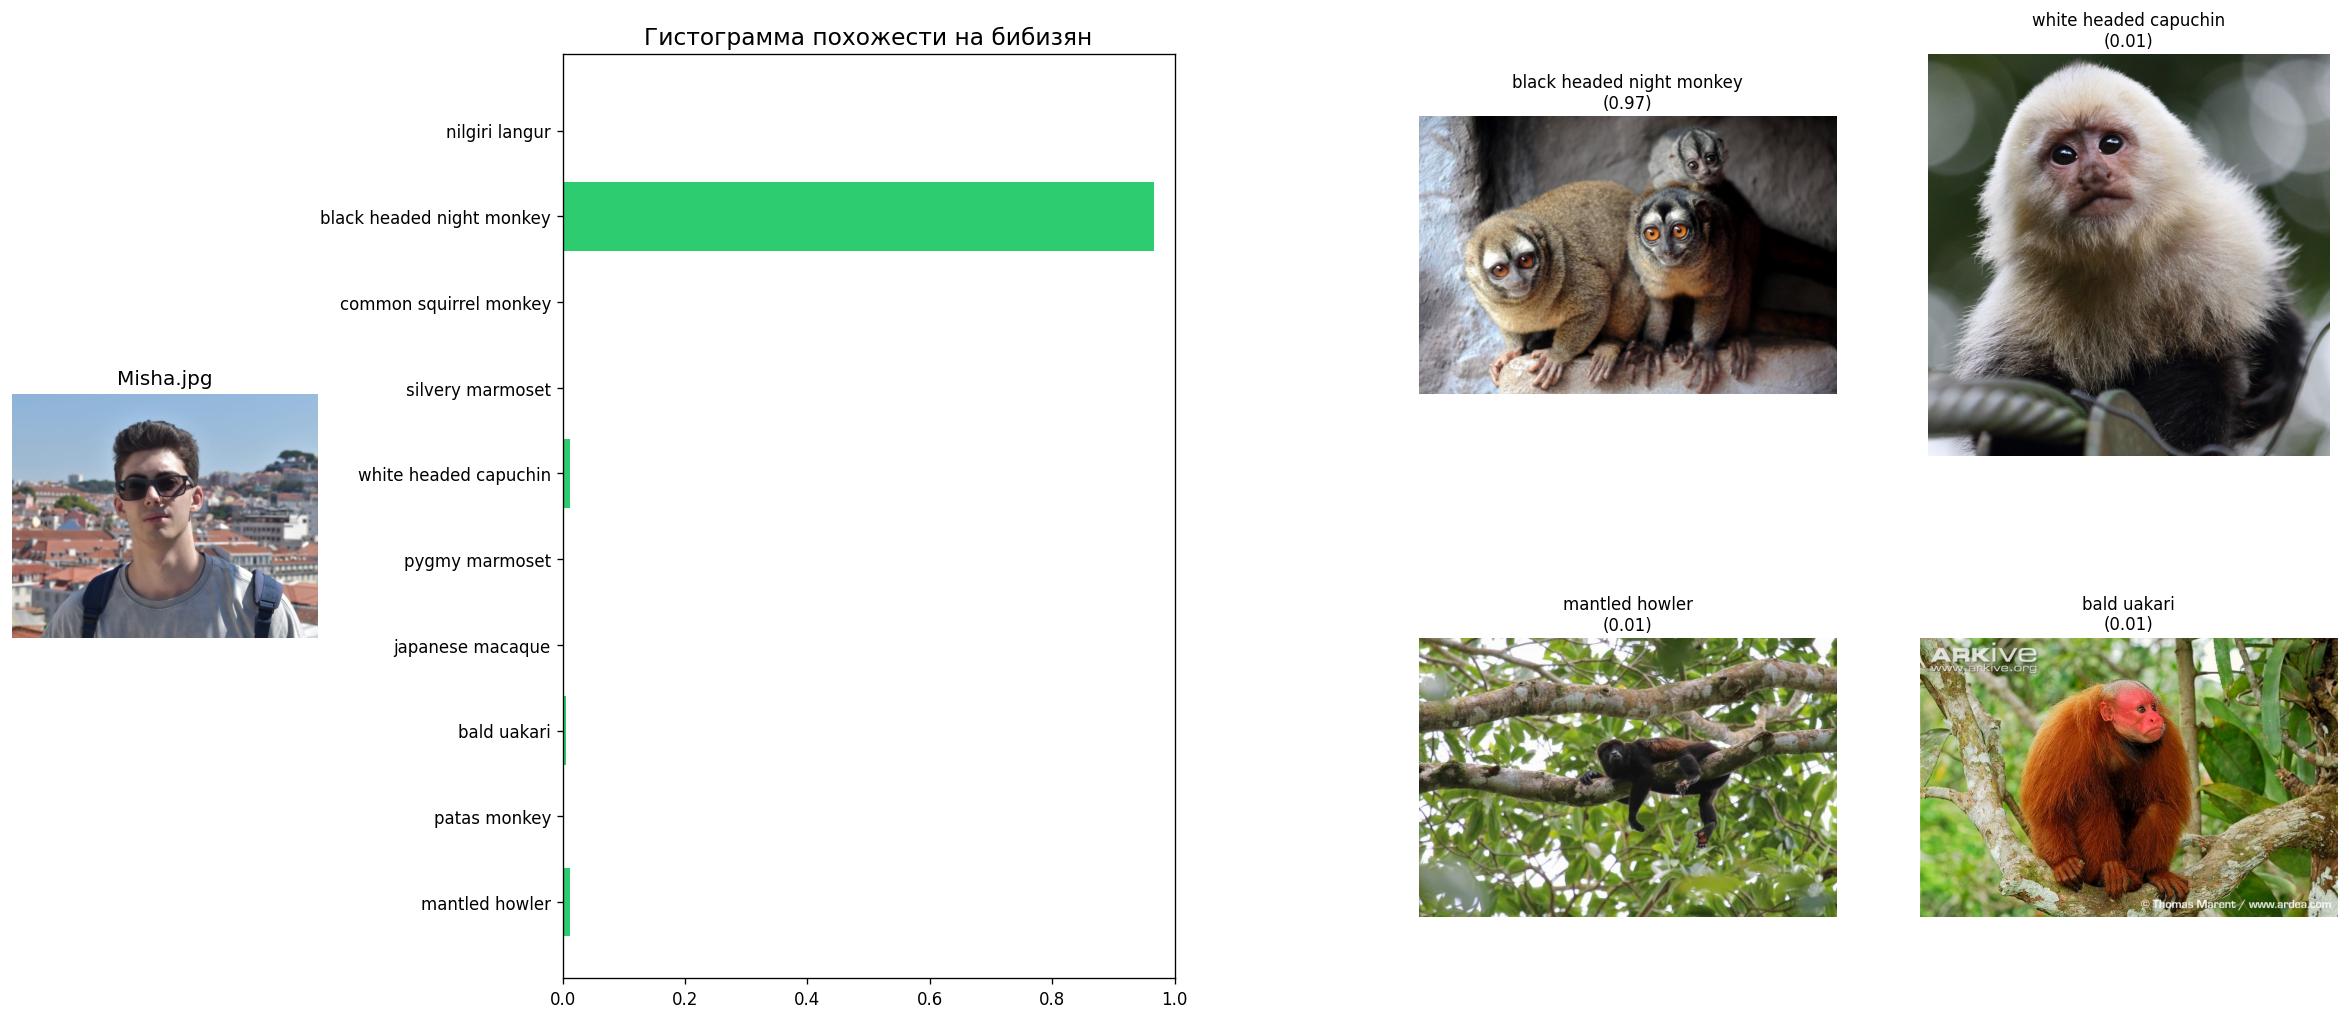 Misha.jpg
Гистограмма похожести на бибизян
nilgiri langur
black headed night monkey
common squirrel monkey
silvery marmoset
white headed capuchin
pygmy marmoset
japanese macaque
bald uakari
patas monkey
mantled howler
0.0 0.2 0.4 0.6 0.8 1.0
black headed night monkey
(0.97)
white headed capuchin
(0.01)
mantled howler
(0.01)
bald uakari
(0.01)
ARKive
www.arkive.org
© Thomas Marent / www.ardea.com